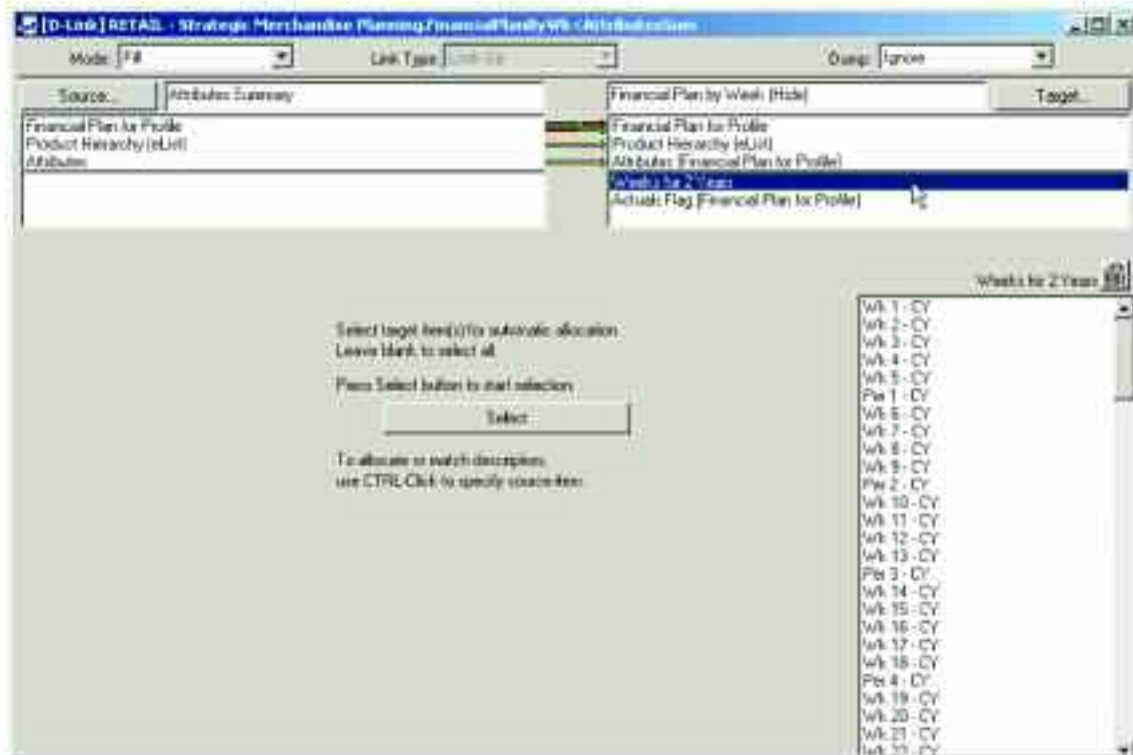 [D-Link] RETAIL - Strategic Merchandise Planning.FinancialPlanByWk <AttributesSum
Mode: Fill Link Type Dump: Ignore
Source... Attributes Summary Financial Plan by Week (Hide) Target...
Financial Plan for Profile Financial Plan for Profile
Product Hierarchy (eList) Product Hierarchy (eList)
Attributes Attributes (Financial Plan for Profile)
Weeks for 2 Years
Actuals Flag (Financial Plan for Profile)
Weeks for 2 Years
Select target item(s) for automatic allocation
Leave blank to select all.
Press Select button to start selection
Select
To allocate or match description,
use CTRL-Click to specify source item
Wk 1 - CY
Wk 2 - CY
Wk 3 - CY
Wk 4 - CY
Wk 5 - CY
Per 1 - CY
Wk 6 - CY
Wk 7 - CY
Wk 8 - CY
Wk 9 - CY
Per 2 - CY
Wk 10 - CY
Wk 11 - CY
Wk 12 - CY
Wk 13 - CY
Per 3 - CY
Wk 14 - CY
Wk 15 - CY
Wk 16 - CY
Wk 17 - CY
Wk 18 - CY
Per 4 - CY
Wk 19 - CY
Wk 20 - CY
Wk 21 - CY
Wk 22 - CY